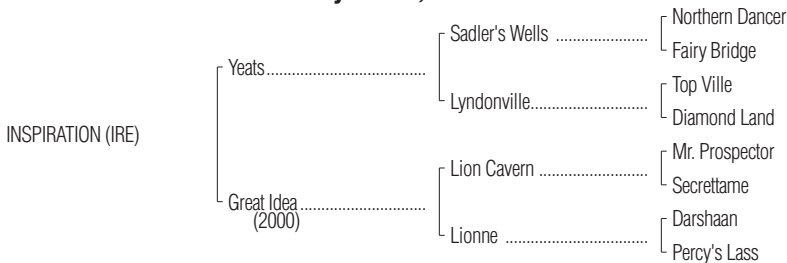 Northern Dancer
Sadler's Wells ....................
Fairy Bridge
Yeats...................................
Top Ville
Lyndonville.........................
Diamond Land
INSPIRATION (IRE)
Mr. Prospector
Lion Cavern ........................
Secrettame
Great Idea ...........................
(2000)
Darshaan
Lionne ................................
Percy's Lass